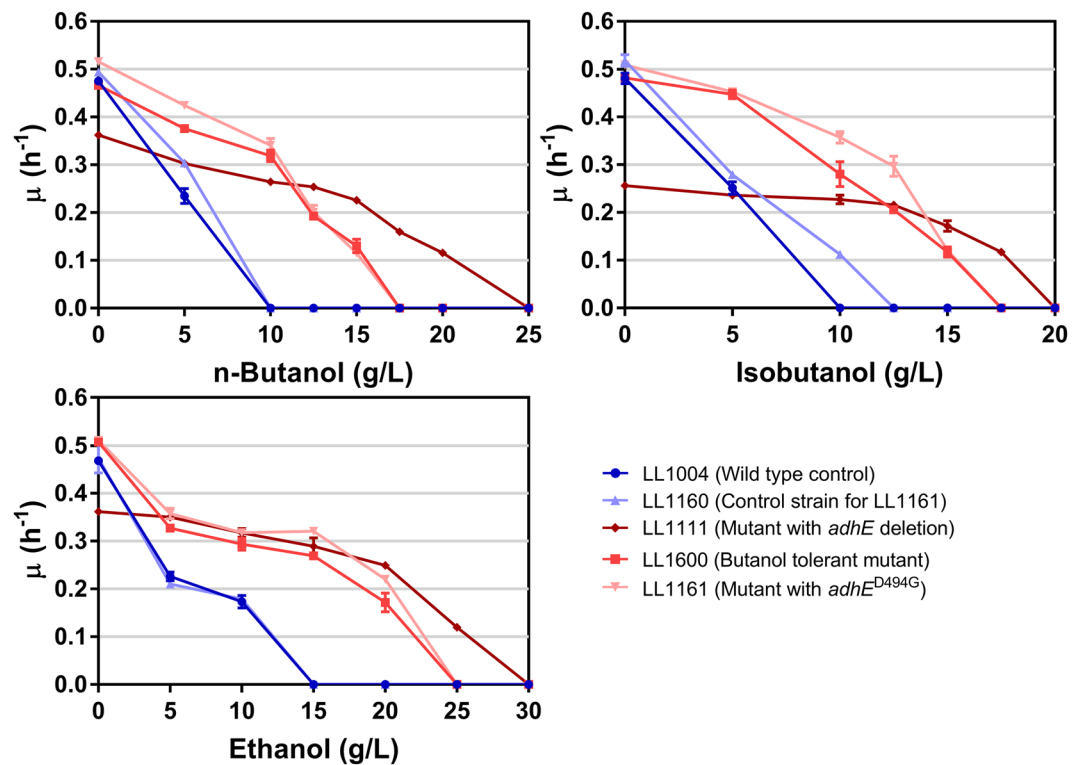 0.6
0.5
0.4
0.3
0.2
0.1
0.0
μ (h⁻¹)
0 5 10 15 20 25
n-Butanol (g/L)
0.6
0.5
0.4
0.3
0.2
0.1
0.0
μ (h⁻¹)
0 5 10 15 20
Isobutanol (g/L)
0.6
0.5
0.4
0.3
0.2
0.1
0.0
μ (h⁻¹)
0 5 10 15 20 25 30
Ethanol (g/L)
LL1004 (Wild type control)
LL1160 (Control strain for LL1161)
LL1111 (Mutant with adhE deletion)
LL1600 (Butanol tolerant mutant)
LL1161 (Mutant with adhE^D494G)